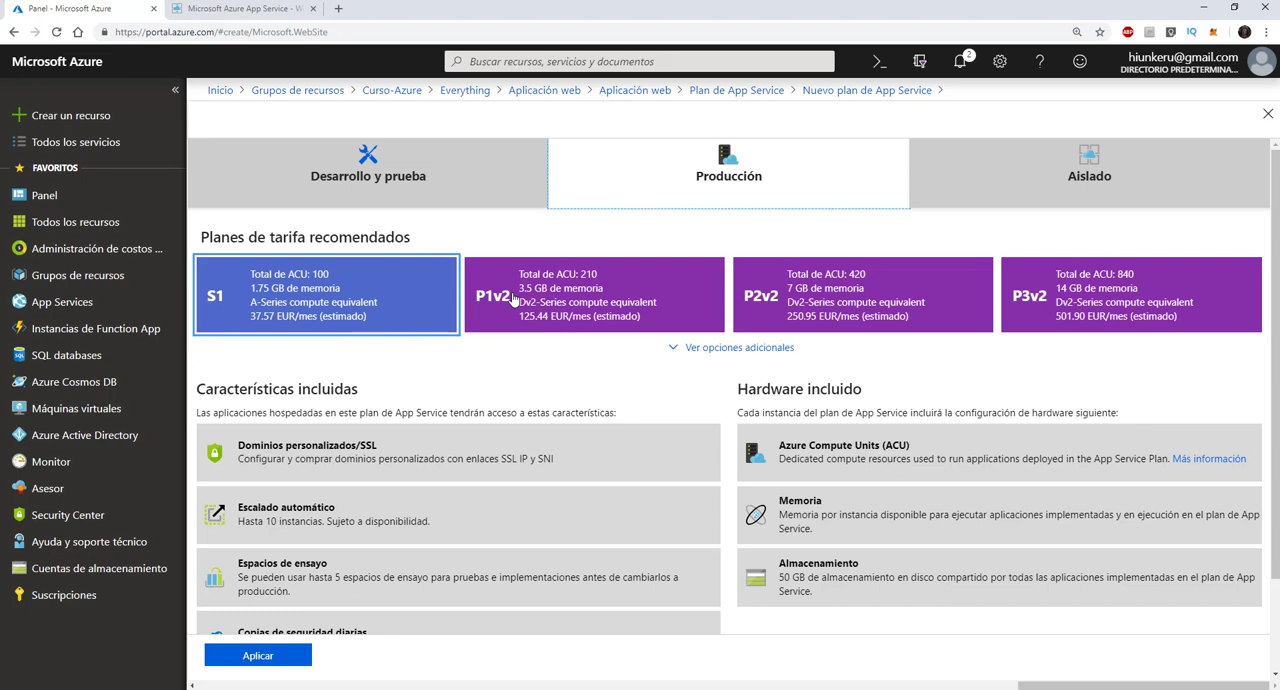 Panel - Microsoft Azure
Microsoft Azure App Service - W
https://portal.azure.com/#create/Microsoft.WebSite
ABP
IQ
Microsoft Azure
Buscar recursos, servicios y documentos
2
hiunkeru@gmail.com
DIRECTORIO PREDETERMINA...
Crear un recurso
Todos los servicios
FAVORITOS
Panel
Todos los recursos
Administración de costos ...
Grupos de recursos
App Services
Instancias de Function App
SQL databases
Azure Cosmos DB
Máquinas virtuales
Azure Active Directory
Monitor
Asesor
Security Center
Ayuda y soporte técnico
Cuentas de almacenamiento
Suscripciones
Inicio > Grupos de recursos > Curso-Azure > Everything > Aplicación web > Aplicación web > Plan de App Service > Nuevo plan de App Service >
Desarrollo y prueba
Producción
Aislado
Planes de tarifa recomendados
S1
Total de ACU: 100
1.75 GB de memoria
A-Series compute equivalent
37.57 EUR/mes (estimado)
P1v2
Total de ACU: 210
3.5 GB de memoria
Dv2-Series compute equivalent
125.44 EUR/mes (estimado)
P2v2
Total de ACU: 420
7 GB de memoria
Dv2-Series compute equivalent
250.95 EUR/mes (estimado)
P3v2
Total de ACU: 840
14 GB de memoria
Dv2-Series compute equivalent
501.90 EUR/mes (estimado)
Ver opciones adicionales
Características incluidas
Las aplicaciones hospedadas en este plan de App Service tendrán acceso a estas características:
Dominios personalizados/SSL
Configurar y comprar dominios personalizados con enlaces SSL IP y SNI
Escalado automático
Hasta 10 instancias. Sujeto a disponibilidad.
Espacios de ensayo
Se pueden usar hasta 5 espacios de ensayo para pruebas e implementaciones antes de cambiarlos a
producción.
Copias de seguridad diarias
Hardware incluido
Cada instancia del plan de App Service incluirá la configuración de hardware siguiente:
Azure Compute Units (ACU)
Dedicated compute resources used to run applications deployed in the App Service Plan. Más información
Memoria
Memoria por instancia disponible para ejecutar aplicaciones implementadas y en ejecución en el plan de App
Service.
Almacenamiento
50 GB de almacenamiento en disco compartido por todas las aplicaciones implementadas en el plan de App
Service.
Aplicar